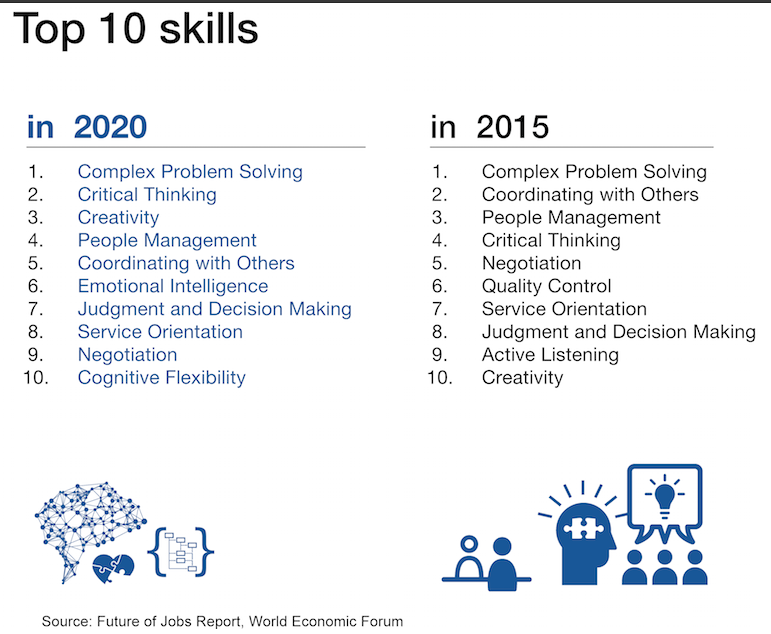 Top 10 skills
in 2020
1. Complex Problem Solving
2. Critical Thinking
3. Creativity
4. People Management
5. Coordinating with Others
6. Emotional Intelligence
7. Judgment and Decision Making
8. Service Orientation
9. Negotiation
10. Cognitive Flexibility
in 2015
1. Complex Problem Solving
2. Coordinating with Others
3. People Management
4. Critical Thinking
5. Negotiation
6. Quality Control
7. Service Orientation
8. Judgment and Decision Making
9. Active Listening
10. Creativity
Source: Future of Jobs Report, World Economic Forum